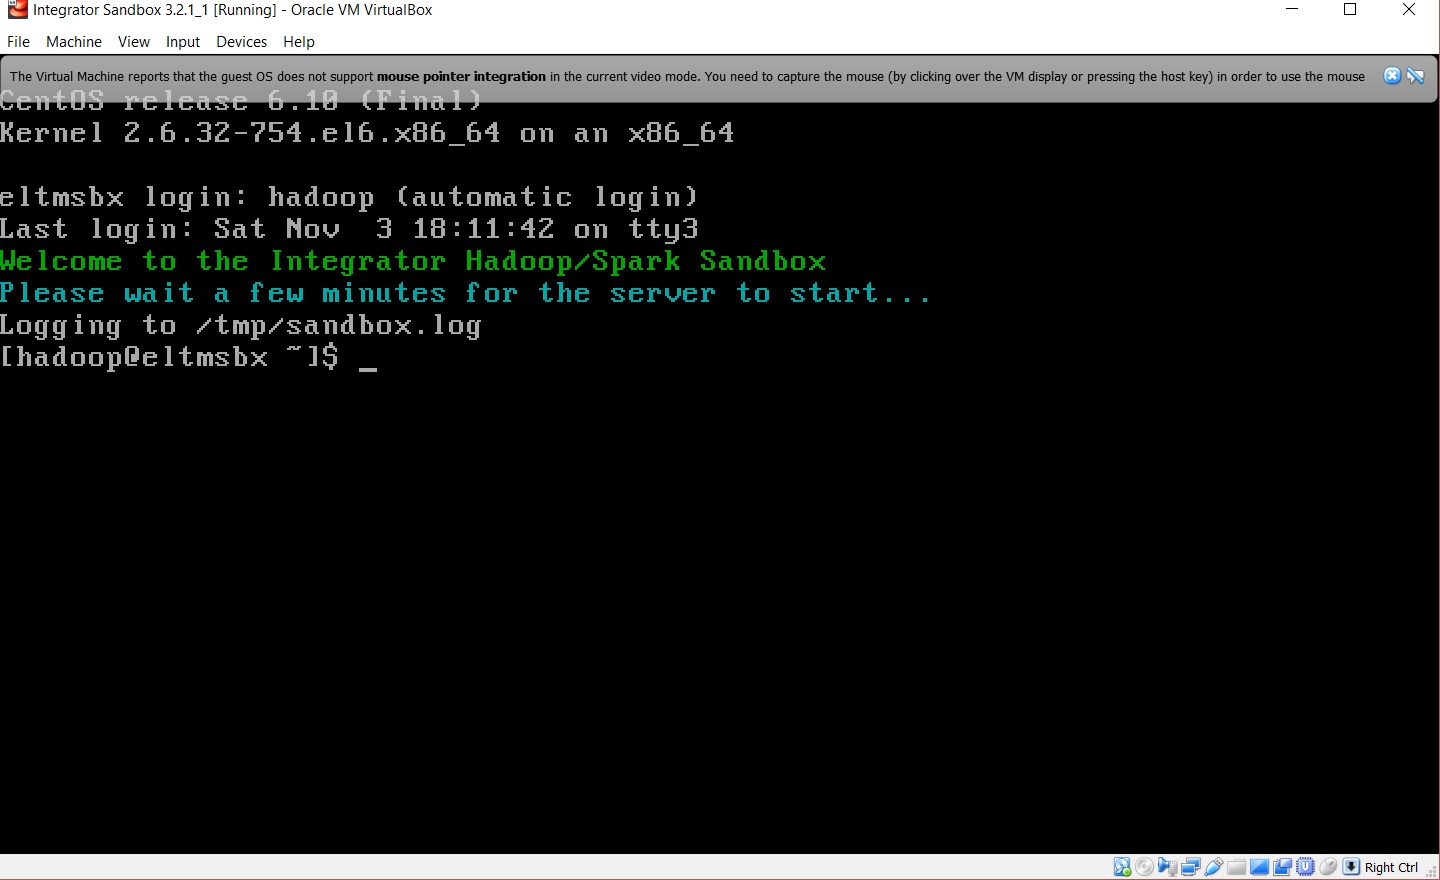 Integrator Sandbox 3.2.1_1 [Running] - Oracle VM VirtualBox
File Machine View Input Devices Help
The Virtual Machine reports that the guest OS does not support mouse pointer integration in the current video mode. You need to capture the mouse (by clicking over the VM display or pressing the host key) in order to use the mouse
CentOS release 6.10 (Final)
Kernel 2.6.32-754.el6.x86_64 on an x86_64
eltmsbx login: hadoop (automatic login)
Last login: Sat Nov  3 18:11:42 on tty3
Welcome to the Integrator Hadoop/Spark Sandbox
Please wait a few minutes for the server to start...
Logging to /tmp/sandbox.log
[hadoop@eltmsbx ~]$ _
Right Ctrl